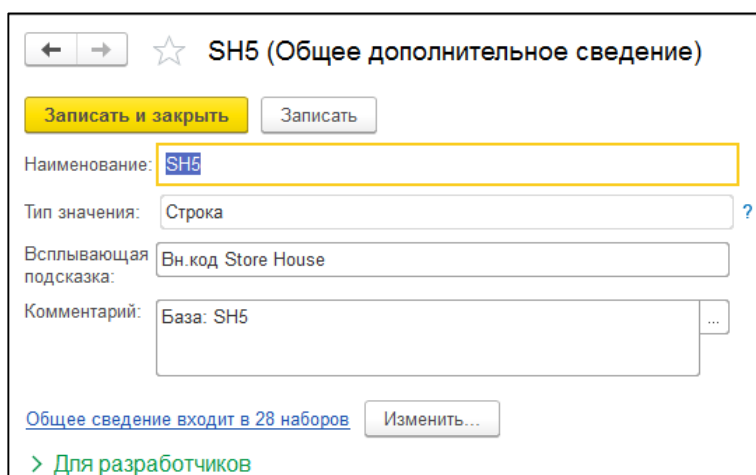 SH5 (Общее дополнительное сведение)
Записать и закрыть Записать
Наименование: SH5
Тип значения: Строка ?
Всплывающая подсказка: Вн.код Store House
Комментарий: База: SH5
...
Общее сведение входит в 28 наборов Изменить...
> Для разработчиков